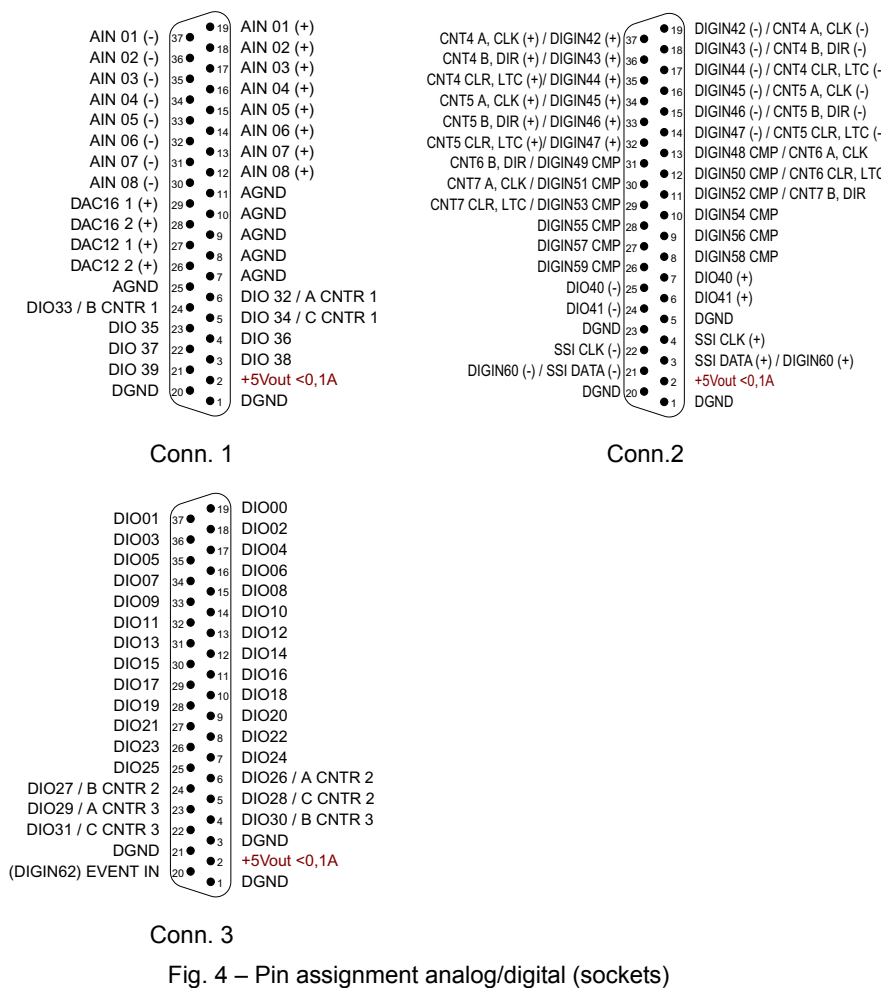 AIN 01 (-) 37
AIN 02 (-) 36
AIN 03 (-) 35
AIN 04 (-) 34
AIN 05 (-) 33
AIN 06 (-) 32
AIN 07 (-) 31
AIN 08 (-) 30
DAC16 1 (+) 29
DAC16 2 (+) 28
DAC12 1 (+) 27
DAC12 2 (+) 26
AGND 25
DIO33 / B CNTR 1 24
DIO 35 23
DIO 37 22
DIO 39 21
DGND 20
19 AIN 01 (+)
18 AIN 02 (+)
17 AIN 03 (+)
16 AIN 04 (+)
15 AIN 05 (+)
14 AIN 06 (+)
13 AIN 07 (+)
12 AIN 08 (+)
11 AGND
10 AGND
9 AGND
8 AGND
7 AGND
6 DIO 32 / A CNTR 1
5 DIO 34 / C CNTR 1
4 DIO 36
3 DIO 38
2 +5Vout <0,1A
1 DGND
Conn. 1
CNT4 A, CLK (+) / DIGIN42 (+) 37
CNT4 B, DIR (+) / DIGIN43 (+) 36
CNT4 CLR, LTC (+)/ DIGIN44 (+) 35
CNT5 A, CLK (+) / DIGIN45 (+) 34
CNT5 B, DIR (+) / DIGIN46 (+) 33
CNT5 CLR, LTC (+)/ DIGIN47 (+) 32
CNT6 B, DIR / DIGIN49 CMP 31
CNT7 A, CLK / DIGIN51 CMP 30
CNT7 CLR, LTC / DIGIN53 CMP 29
DIGIN55 CMP 28
DIGIN57 CMP 27
DIGIN59 CMP 26
DIO40 (-) 25
DIO41 (-) 24
DGND 23
SSI CLK (-) 22
DIGIN60 (-) / SSI DATA (-) 21
DGND 20
19 DIGIN42 (-) / CNT4 A, CLK (-)
18 DIGIN43 (-) / CNT4 B, DIR (-)
17 DIGIN44 (-) / CNT4 CLR, LTC (-
16 DIGIN45 (-) / CNT5 A, CLK (-)
15 DIGIN46 (-) / CNT5 B, DIR (-)
14 DIGIN47 (-) / CNT5 CLR, LTC (-
13 DIGIN48 CMP / CNT6 A, CLK
12 DIGIN50 CMP / CNT6 CLR, LTC
11 DIGIN52 CMP / CNT7 B, DIR
10 DIGIN54 CMP
9 DIGIN56 CMP
8 DIGIN58 CMP
7 DIO40 (+)
6 DIO41 (+)
5 DGND
4 SSI CLK (+)
3 SSI DATA (+) / DIGIN60 (+)
2 +5Vout <0,1A
1 DGND
Conn.2
DIO01 37
DIO03 36
DIO05 35
DIO07 34
DIO09 33
DIO11 32
DIO13 31
DIO15 30
DIO17 29
DIO19 28
DIO21 27
DIO23 26
DIO25 25
DIO27 / B CNTR 2 24
DIO29 / A CNTR 3 23
DIO31 / C CNTR 3 22
DGND 21
(DIGIN62) EVENT IN 20
19 DIO00
18 DIO02
17 DIO04
16 DIO06
15 DIO08
14 DIO10
13 DIO12
12 DIO14
11 DIO16
10 DIO18
9 DIO20
8 DIO22
7 DIO24
6 DIO26 / A CNTR 2
5 DIO28 / C CNTR 2
4 DIO30 / B CNTR 3
3 DGND
2 +5Vout <0,1A
1 DGND
Conn. 3
Fig. 4 – Pin assignment analog/digital (sockets)